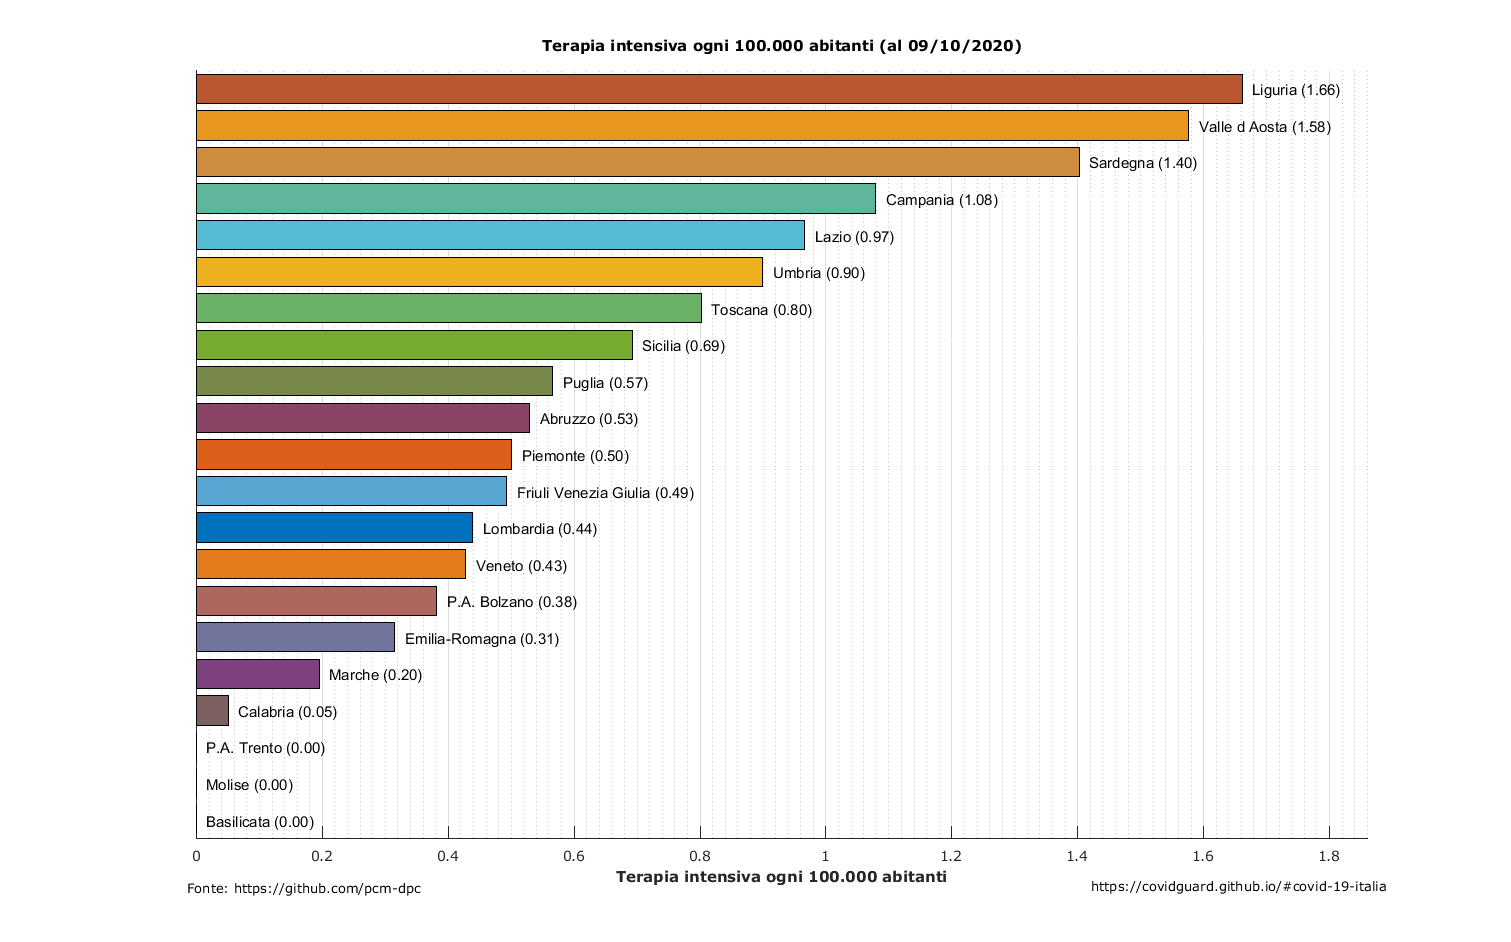 Terapia intensiva ogni 100.000 abitanti (al 09/10/2020)
Liguria (1.66)
Valle d Aosta (1.58)
Sardegna (1.40)
Campania (1.08)
Lazio (0.97)
Umbria (0.90)
Toscana (0.80)
Sicilia (0.69)
Puglia (0.57)
Abruzzo (0.53)
Piemonte (0.50)
Friuli Venezia Giulia (0.49)
Lombardia (0.44)
Veneto (0.43)
P.A. Bolzano (0.38)
Emilia-Romagna (0.31)
Marche (0.20)
Calabria (0.05)
P.A. Trento (0.00)
Molise (0.00)
Basilicata (0.00)
0 0.2 0.4 0.6 0.8 1 1.2 1.4 1.6 1.8
Terapia intensiva ogni 100.000 abitanti
Fonte: https://github.com/pcm-dpc
https://covidguard.github.io/#covid-19-italia